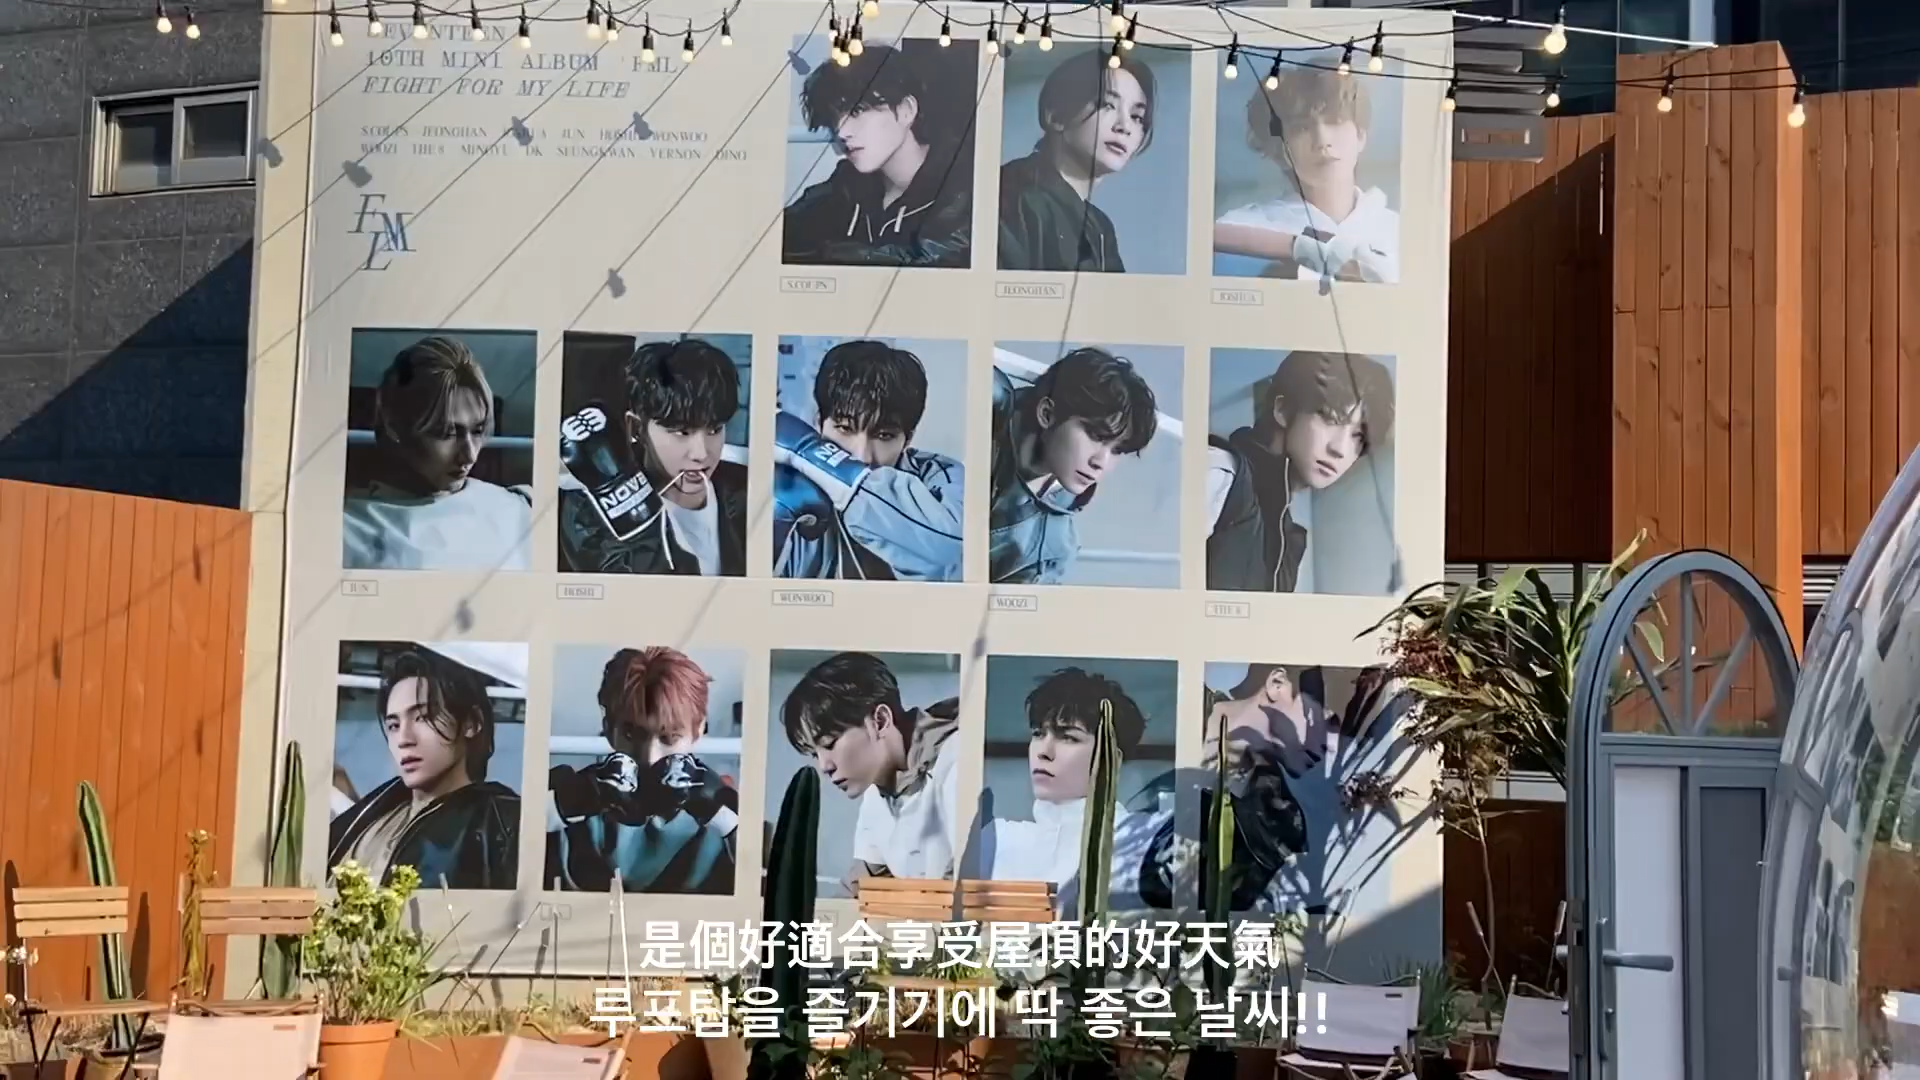 SEVENTEEN
10TH MINI ALBUM 'FML'
FIGHT FOR MY LIFE
S.COUPS JEONGHAN JOSHUA JUN HOSHI WONWOO
WOOZI THE 8 MINGYU DK SEUNGKWAN VERNON DINO
FML
S.COUPS
JEONGHAN
JOSHUA
NOVA
JUN
HOSHI
WONWOO
WOOZI
THE 8
是個好適合享受屋頂的好天氣
루프탑을 즐기기에 딱 좋은 날씨!!